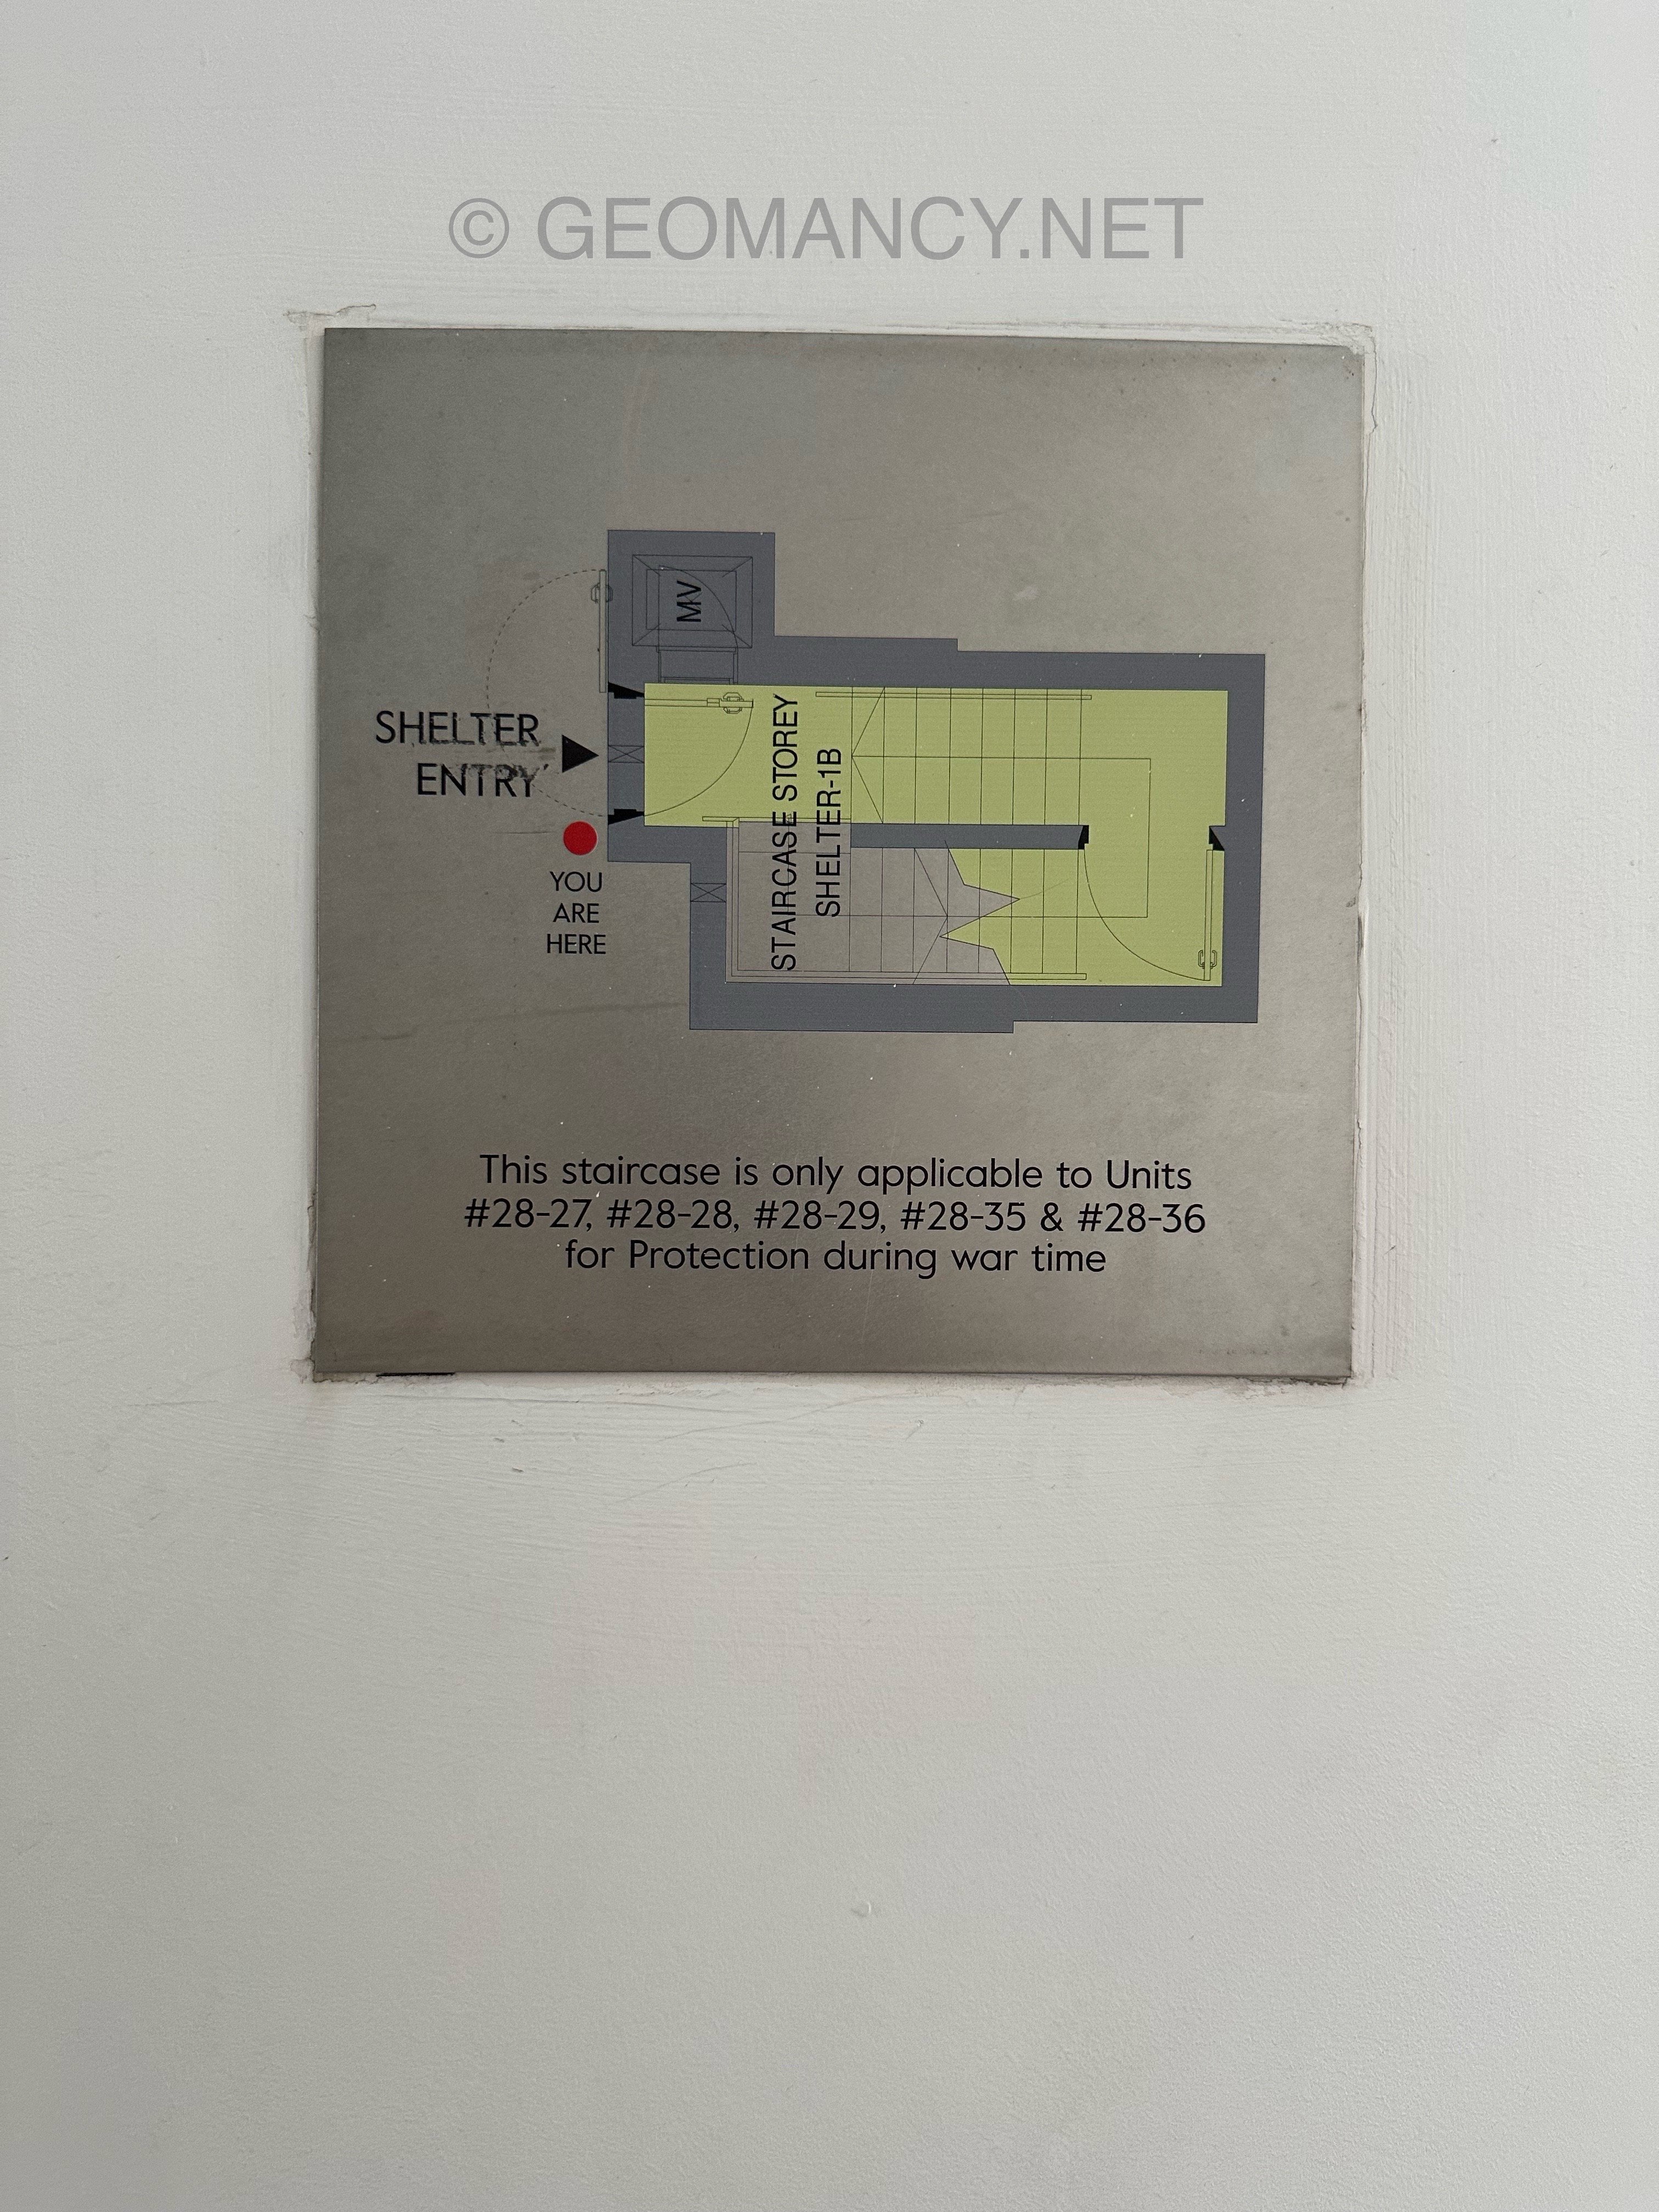 © GEOMANCY.NET
MV
SHELTER
ENTRY
STAIRCASE STOREY
SHELTER-1B
YOU
ARE
HERE
This staircase is only applicable to Units
#28-27, #28-28, #28-29, #28-35 & #28-36
for Protection during war time